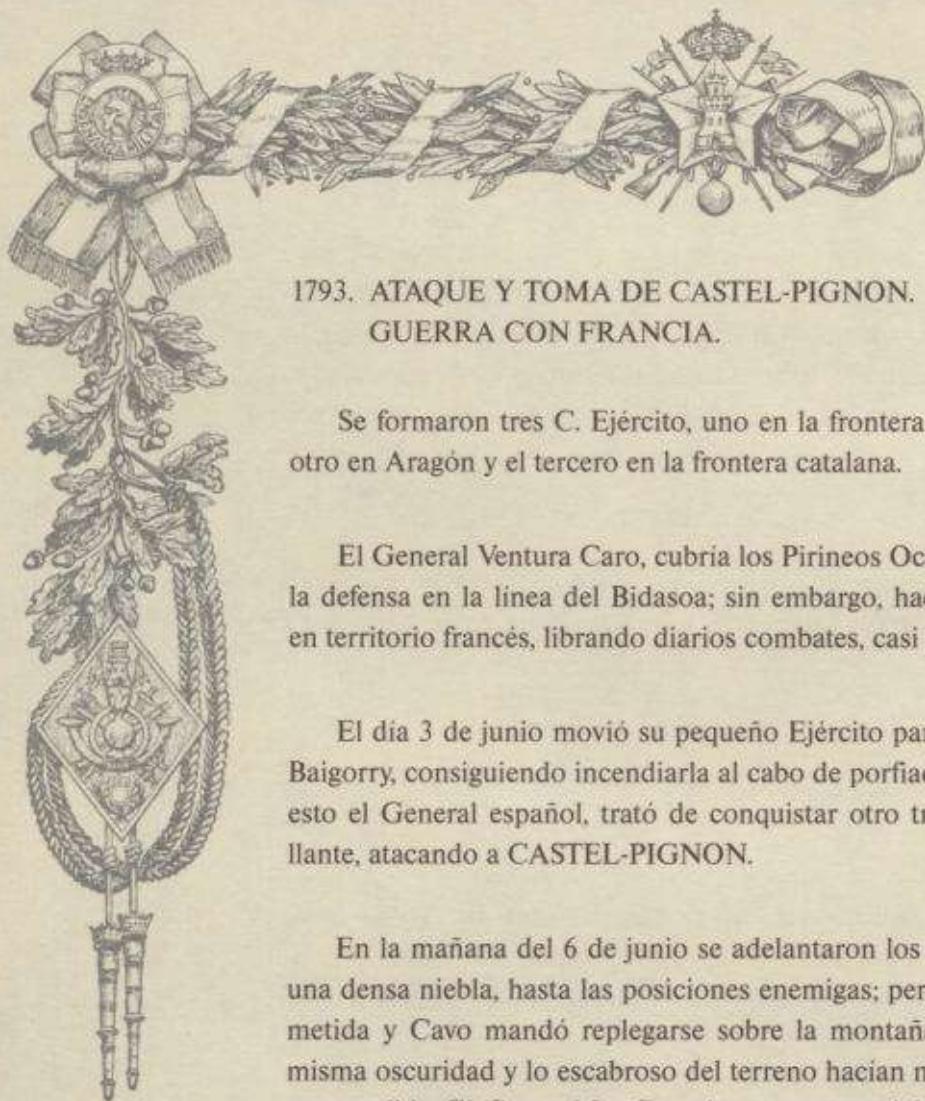 1793. ATAQUE Y TOMA DE CASTEL-PIGNON.
GUERRA CON FRANCIA.
Se formaron tres C. Ejército, uno en la frontera
otro en Aragón y el tercero en la frontera catalana.
El General Ventura Caro, cubría los Pirineos Oc
la defensa en la línea del Bidasoa; sin embargo, hac
en territorio francés, librando diarios combates, casi
El día 3 de junio movió su pequeño Ejército par
Baigorry, consiguiendo incendiarla al cabo de porfiad
esto el General español, trató de conquistar otro tr
llante, atacando a CASTEL-PIGNON.
En la mañana del 6 de junio se adelantaron los
una densa niebla, hasta las posiciones enemigas; per
metida y Cavo mandó replegarse sobre la montañ
misma oscuridad y lo escabroso del terreno hacían m